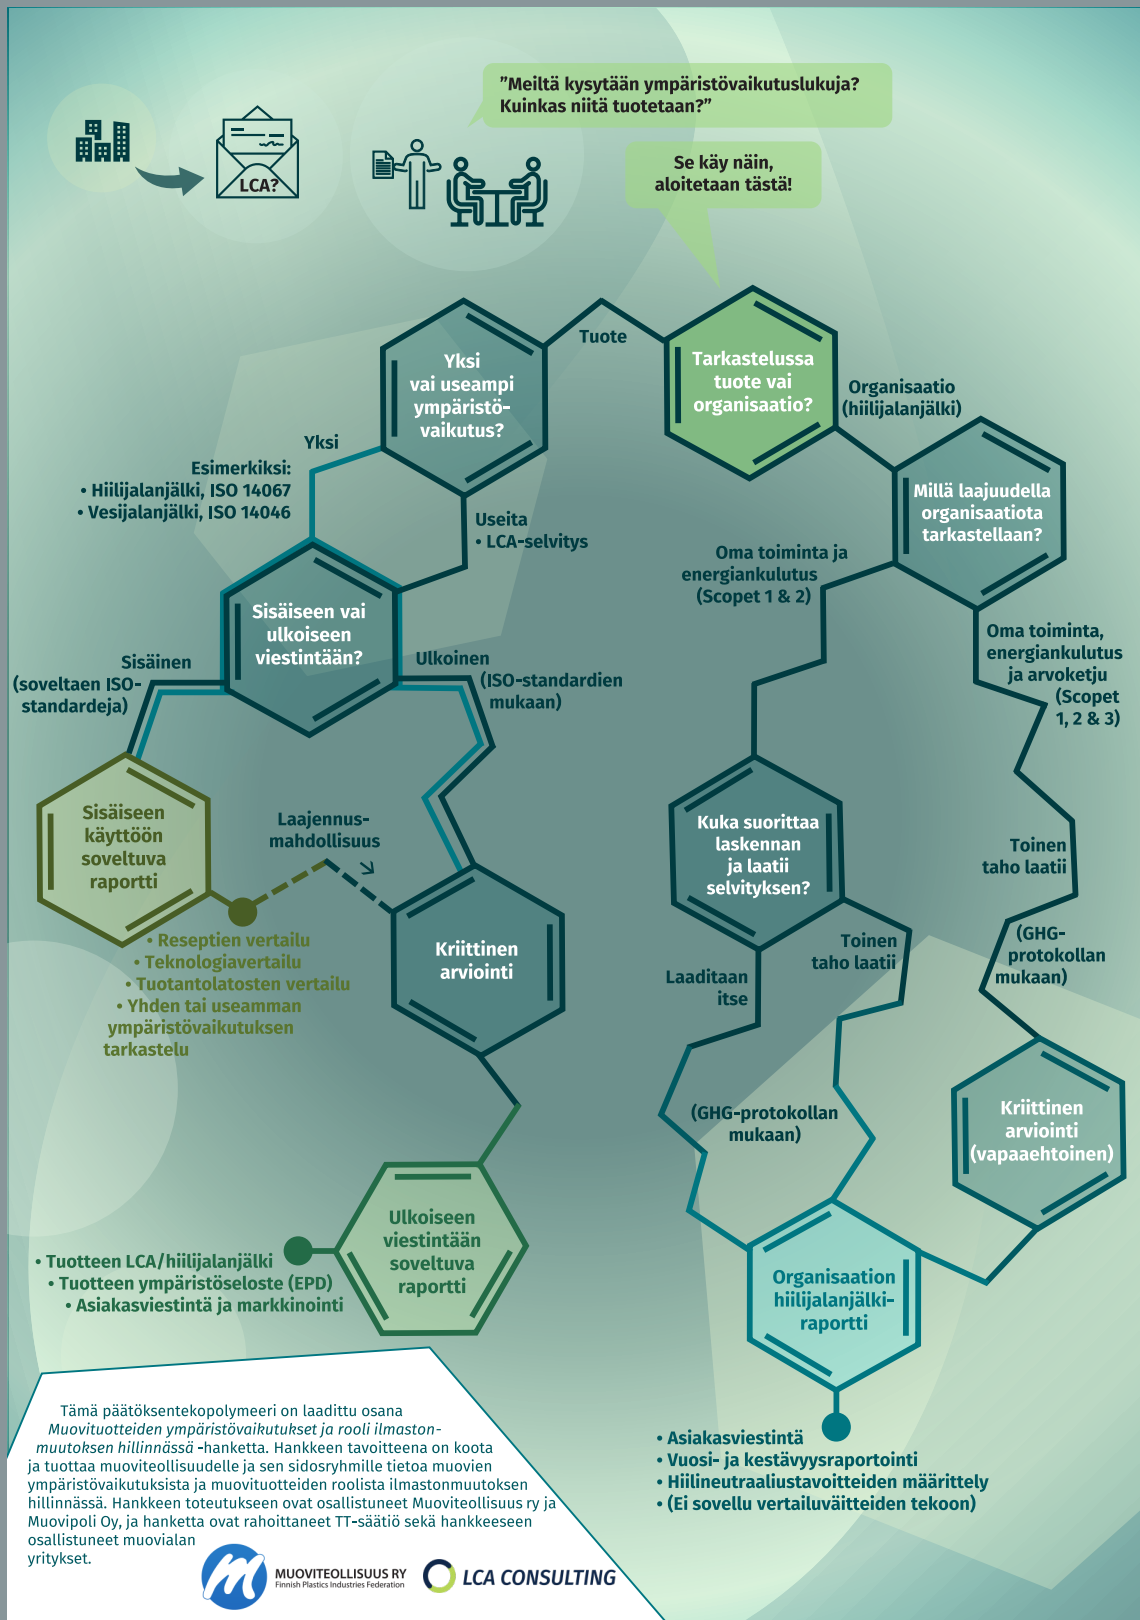 "Meiltä kysytään ympäristövaikutuslukuja?
Kuinkas niitä tuotetaan?"
LCA?
Se käy näin,
aloitetaan tästä!
Tuote
Tarkastelussa
tuote vai
organisaatio?
Yksi
vai useampi
ympäristö-
vaikutus?
Organisaatio
(hiilijalanjälki)
Yksi
Esimerkiksi:
• Hiilijalanjälki, ISO 14067
• Vesijalanjälki, ISO 14046
Useita
• LCA-selvitys
Millä laajuudella
organisaatiota
tarkastellaan?
Oma toiminta ja
energiankulutus
(Scopet 1 & 2)
Sisäiseen vai
ulkoiseen
viestintään?
Oma toiminta,
energiankulutus
ja arvoketju
(Scopet
1, 2 & 3)
Sisäinen
(soveltaen ISO-
standardeja)
Ulkoinen
(ISO-standardien
mukaan)
Sisäiseen
käyttöön
soveltuva
raportti
Laajennus-
mahdollisuus
Kuka suorittaa
laskennan
ja laatii
selvityksen?
Toinen
taho laatii
• Reseptien vertailu
• Teknologiavertailu
• Tuotantolatosten vertailu
• Yhden tai useamman
ympäristövaikutuksen
tarkastelu
Kriittinen
arviointi
Laaditaan
itse
Toinen
taho laatii
(GHG-
protokollan
mukaan)
(GHG-protokollan
mukaan)
Kriittinen
arviointi
(vapaaehtoinen)
Ulkoiseen
viestintään
soveltuva
raportti
• Tuotteen LCA/hiilijalanjälki
• Tuotteen ympäristöseloste (EPD)
• Asiakasviestintä ja markkinointi
Organisaation
hiilijalanjälki-
raportti
• Asiakasviestintä
• Vuosi- ja kestävyysraportointi
• Hiilineutraaliustavoitteiden määrittely
• (Ei sovellu vertailuväitteiden tekoon)
Tämä päätöksentekopolymeeri on laadittu osana
Muovituotteiden ympäristövaikutukset ja rooli ilmaston-
muutoksen hillinnässä -hanketta. Hankkeen tavoitteena on koota
ja tuottaa muoviteollisuudelle ja sen sidosryhmille tietoa muovien
ympäristövaikutuksista ja muovituotteiden roolista ilmastonmuutoksen
hillinnässä. Hankkeen toteutukseen ovat osallistuneet Muoviteollisuus ry ja
Muovipoli Oy, ja hanketta ovat rahoittaneet TT-säätiö sekä hankkeeseen
osallistuneet muovialan
yritykset.
MUOVITEOLLISUUS RY
Finnish Plastics Industries Federation
LCA CONSULTING